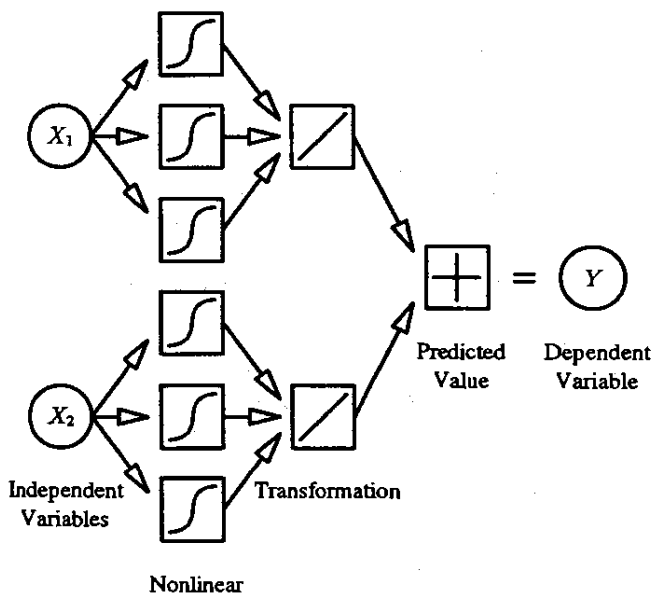 X₁
= Y
Predicted Value
Dependent Variable
X₂
Independent Variables
Transformation
Nonlinear